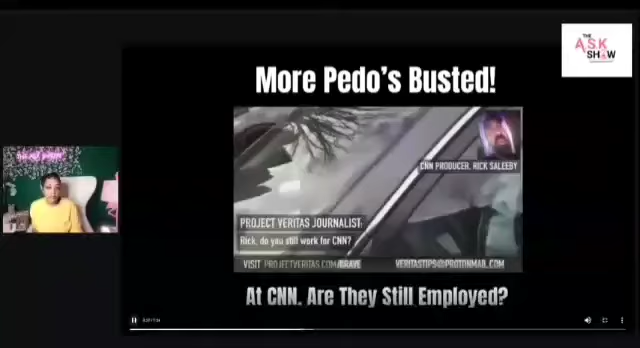 THE
A.S.K
SHOW
More Pedo's Busted!
CNN PRODUCER, RICK SALEEBY
PROJECT VERITAS JOURNALIST:
Rick, do you still work for CNN?
VISIT PROJECTVERITAS.COM/BRAVE
VERITASTIPS@PROTONMAIL.COM
At CNN. Are They Still Employed?